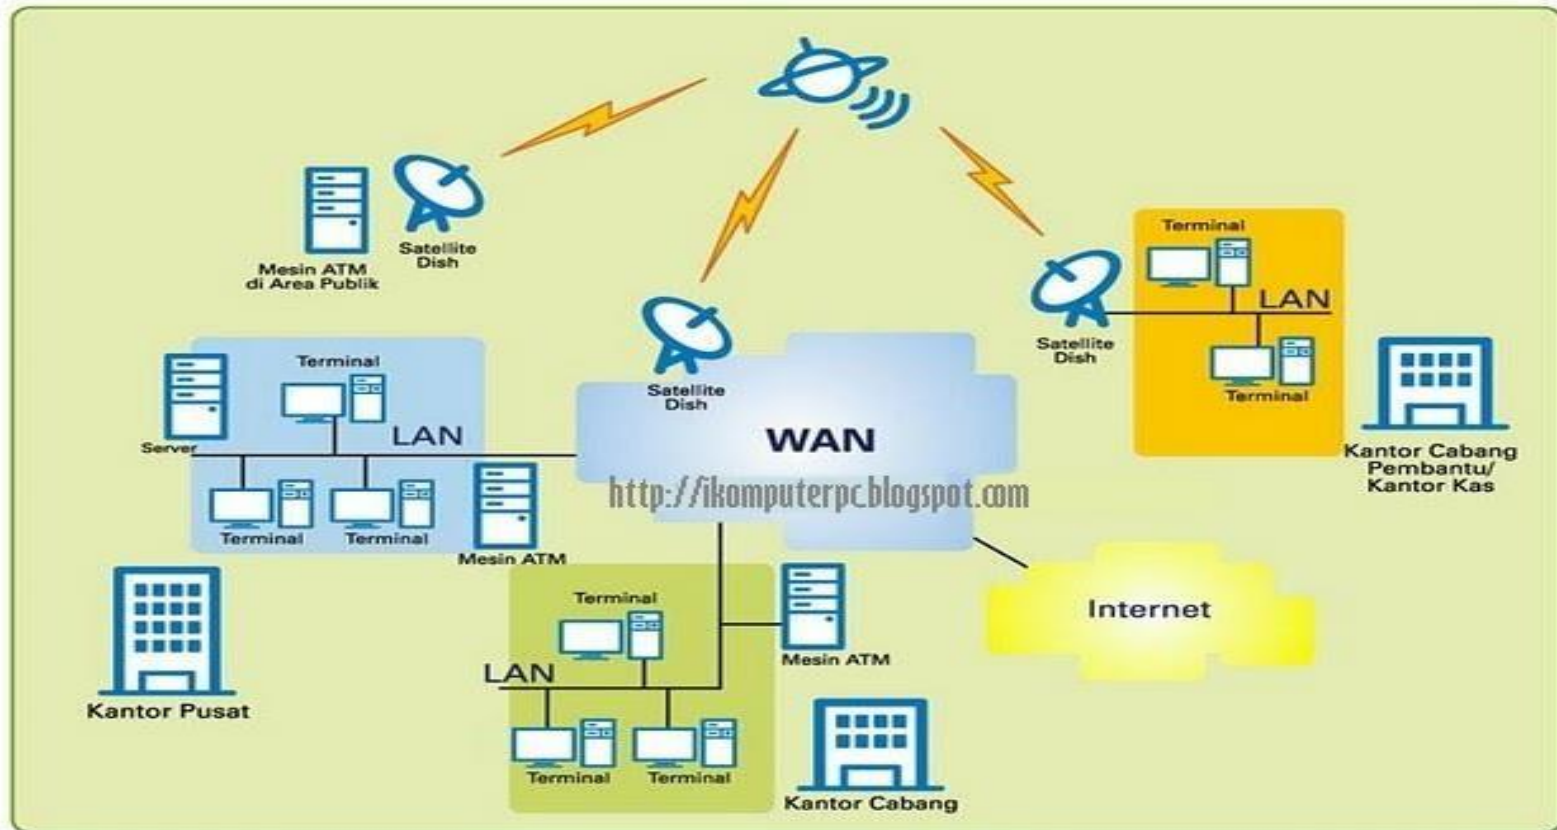 Satellite
Dish
Mesin ATM
di Area Publik
Satellite
Dish
Terminal
LAN
Satellite
Dish
Terminal
Kantor Cabang
Pembantu/
Kantor Kas
Server
Terminal
LAN
Terminal
Terminal
Mesin ATM
Kantor Pusat
WAN
http://ikomputerpc.blogspot.com
Internet
Terminal
Mesin ATM
LAN
Terminal
Terminal
Kantor Cabang